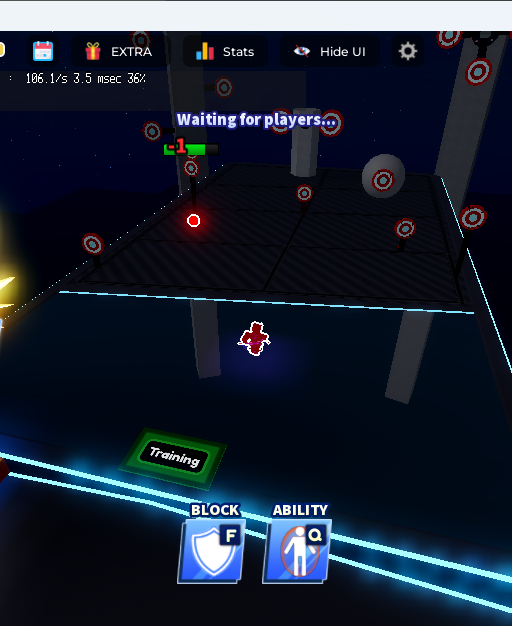 EXTRA
Stats
Hide UI
: 106.1/s 3.5 msec 36%
Waiting for players...
-1
Training
BLOCK
ABILITY
F
Q